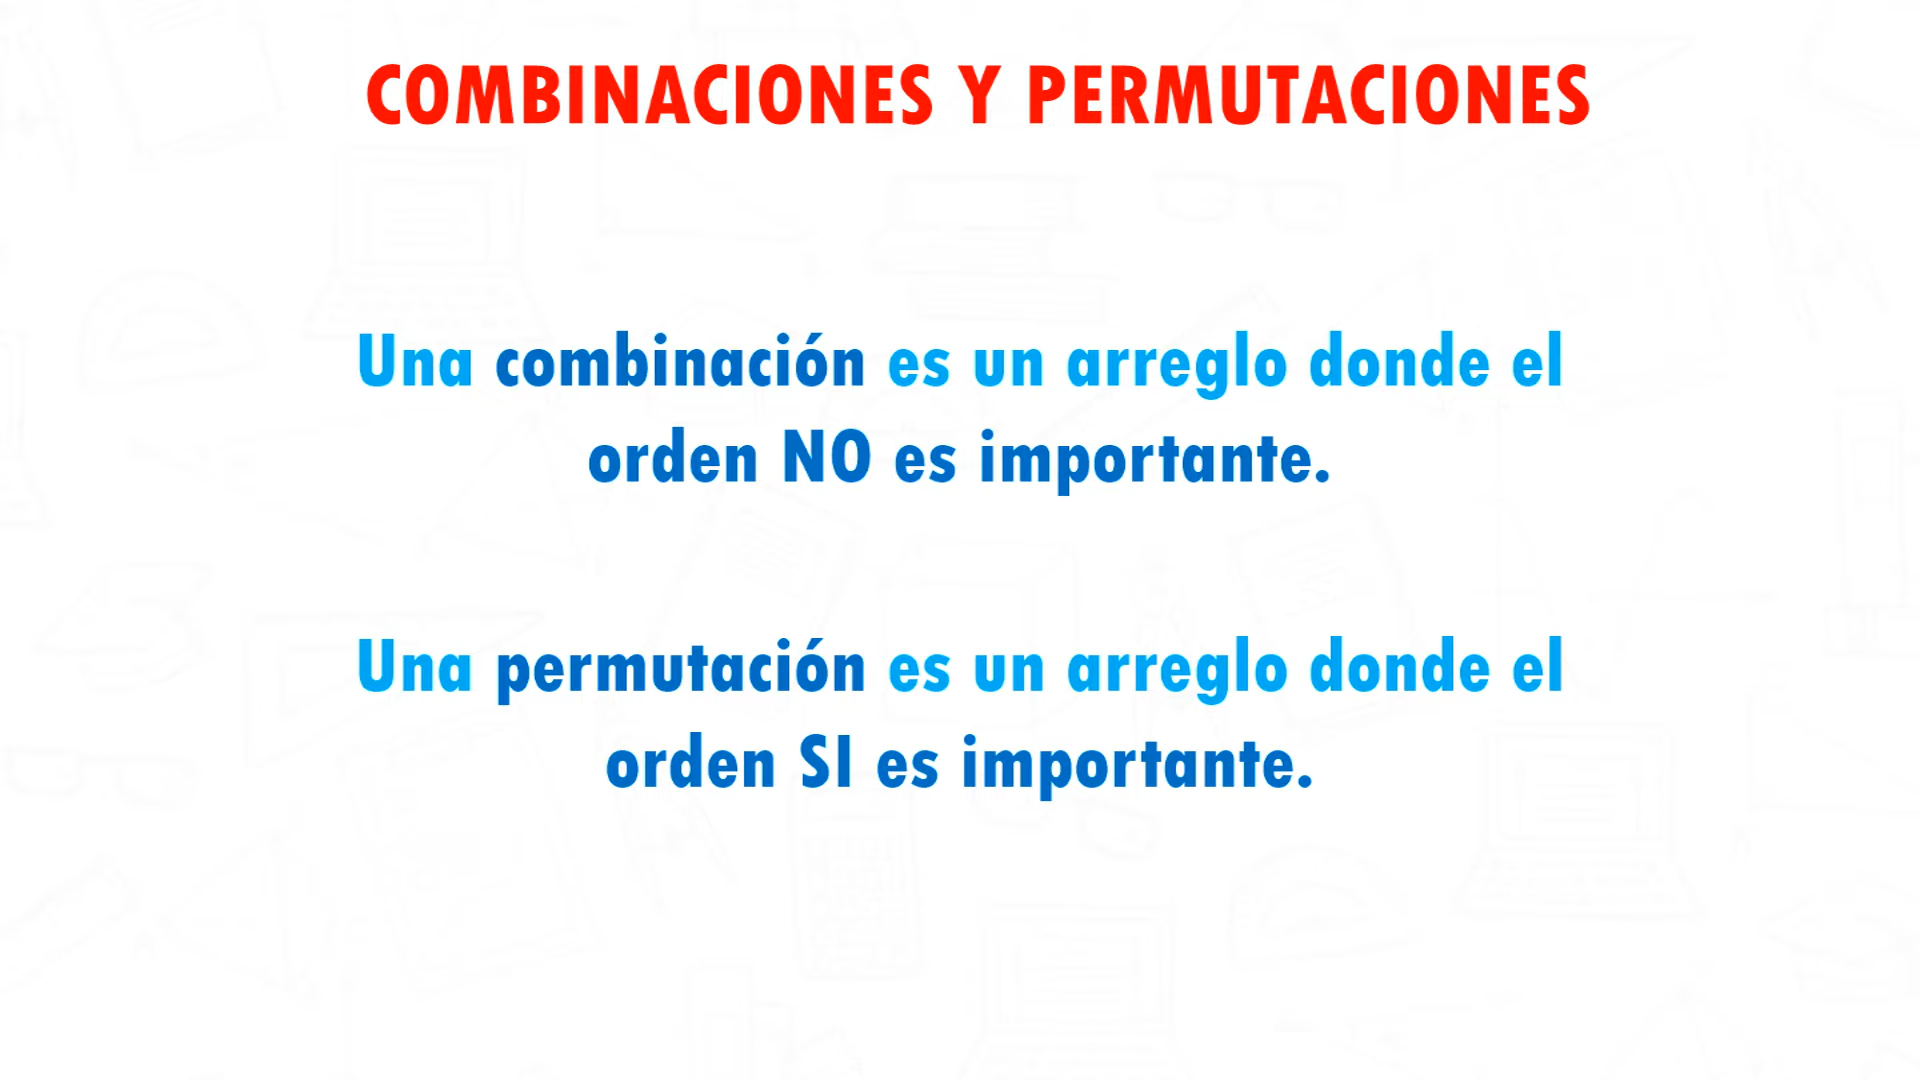 COMBINACIONES Y PERMUTACIONES
Una combinación es un arreglo donde el
orden NO es importante.
Una permutación es un arreglo donde el
orden SI es importante.